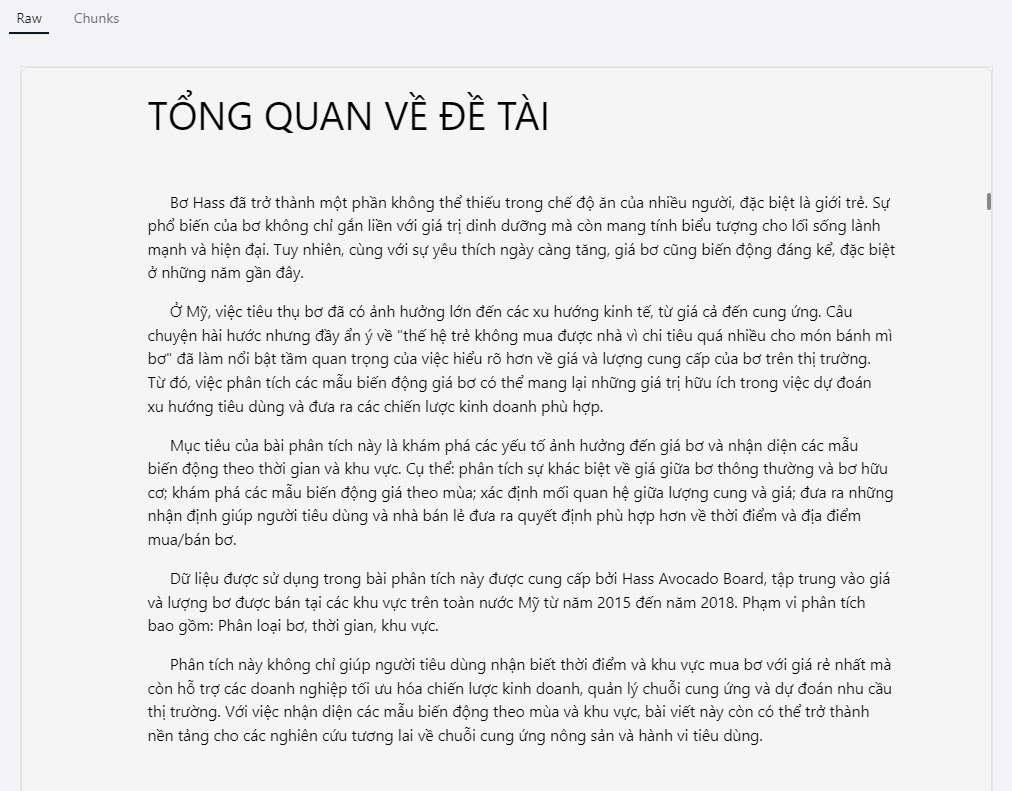 Raw
Chunks
TỔNG QUAN VỀ ĐỀ TÀI
Bơ Hass đã trở thành một phần không thể thiếu trong chế độ ăn của nhiều người, đặc biệt là giới trẻ. Sự
phổ biến của bơ không chỉ gắn liền với giá trị dinh dưỡng mà còn mang tính biểu tượng cho lối sống lành
mạnh và hiện đại. Tuy nhiên, cùng với sự yêu thích ngày càng tăng, giá bơ cũng biến động đáng kể, đặc biệt
ở những năm gần đây.
Ở Mỹ, việc tiêu thụ bơ đã có ảnh hưởng lớn đến các xu hướng kinh tế, từ giá cả đến cung ứng. Câu
chuyện hài hước nhưng đầy ẩn ý về "thế hệ trẻ không mua được nhà vì chi tiêu quá nhiều cho món bánh mì
bơ" đã làm nổi bật tầm quan trọng của việc hiểu rõ hơn về giá và lượng cung cấp của bơ trên thị trường.
Từ đó, việc phân tích các mẫu biến động giá bơ có thể mang lại những giá trị hữu ích trong việc dự đoán
xu hướng tiêu dùng và đưa ra các chiến lược kinh doanh phù hợp.
Mục tiêu của bài phân tích này là khám phá các yếu tố ảnh hưởng đến giá bơ và nhận diện các mẫu
biến động theo thời gian và khu vực. Cụ thể: phân tích sự khác biệt về giá giữa bơ thông thường và bơ hữu
cơ; khám phá các mẫu biến động giá theo mùa; xác định mối quan hệ giữa lượng cung và giá; đưa ra những
nhận định giúp người tiêu dùng và nhà bán lẻ đưa ra quyết định phù hợp hơn về thời điểm và địa điểm
mua/bán bơ.
Dữ liệu được sử dụng trong bài phân tích này được cung cấp bởi Hass Avocado Board, tập trung vào giá
và lượng bơ được bán tại các khu vực trên toàn nước Mỹ từ năm 2015 đến năm 2018. Phạm vi phân tích
bao gồm: Phân loại bơ, thời gian, khu vực.
Phân tích này không chỉ giúp người tiêu dùng nhận biết thời điểm và khu vực mua bơ với giá rẻ nhất mà
còn hỗ trợ các doanh nghiệp tối ưu hóa chiến lược kinh doanh, quản lý chuỗi cung ứng và dự đoán nhu cầu
thị trường. Với việc nhận diện các mẫu biến động theo mùa và khu vực, bài viết này còn có thể trở thành
nền tảng cho các nghiên cứu tương lai về chuỗi cung ứng nông sản và hành vi tiêu dùng.